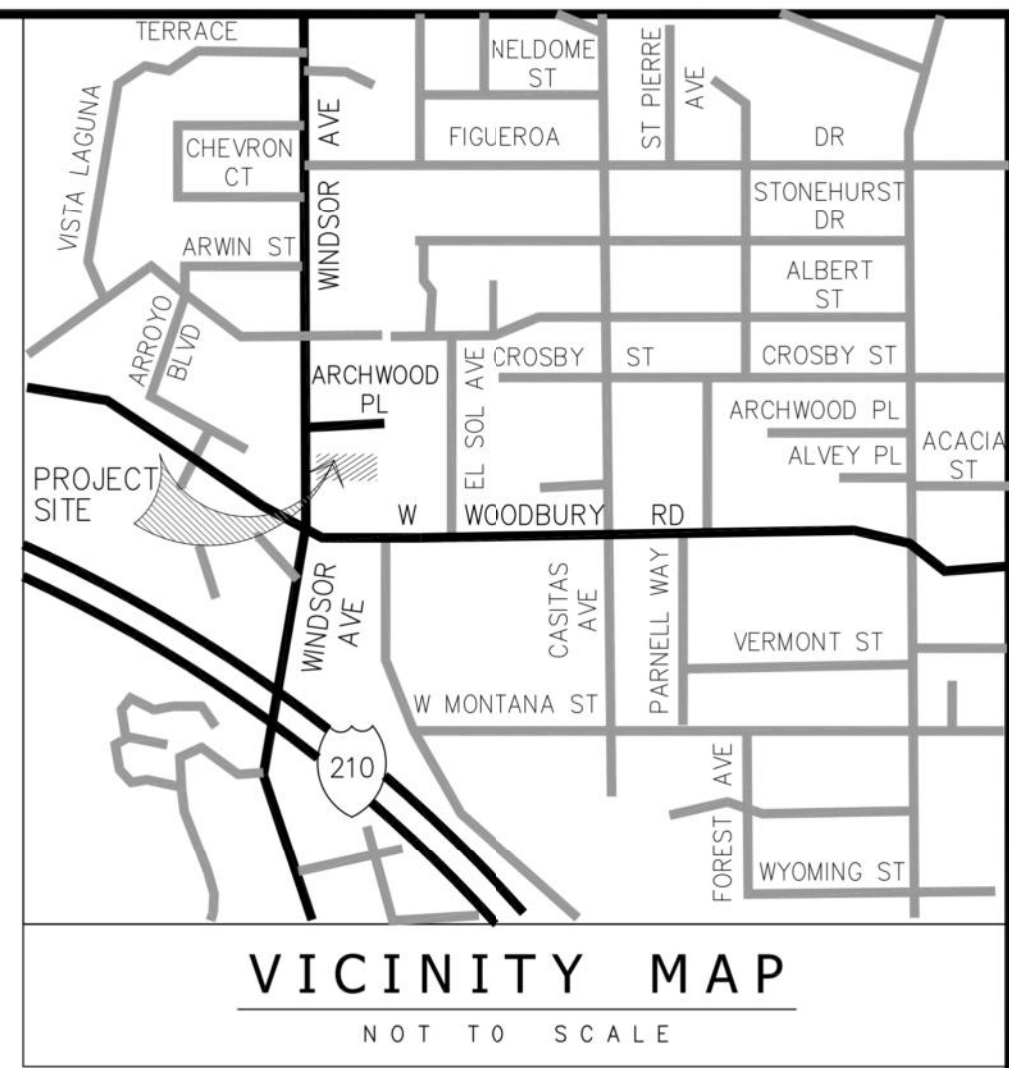 TERRACE
NELDOME
ST
ST PIERRE
AVE
VISTA LAGUNA
AVE
CHEVRON
CT
FIGUEROA
DR
WINDSOR
STONEHURST
DR
ARWIN ST
ALBERT
ST
ARROYO
BLVD
ARCHWOOD
PL
EL SOL AVE
CROSBY
ST
CROSBY ST
ARCHWOOD PL
ALVEY PL
ACACIA
ST
PROJECT
SITE
W WOODBURY RD
WINDSOR
AVE
CASITAS
AVE
PARNELL WAY
VERMONT ST
W MONTANA ST
210
FOREST AVE
WYOMING ST
VICINITY MAP
NOT TO SCALE